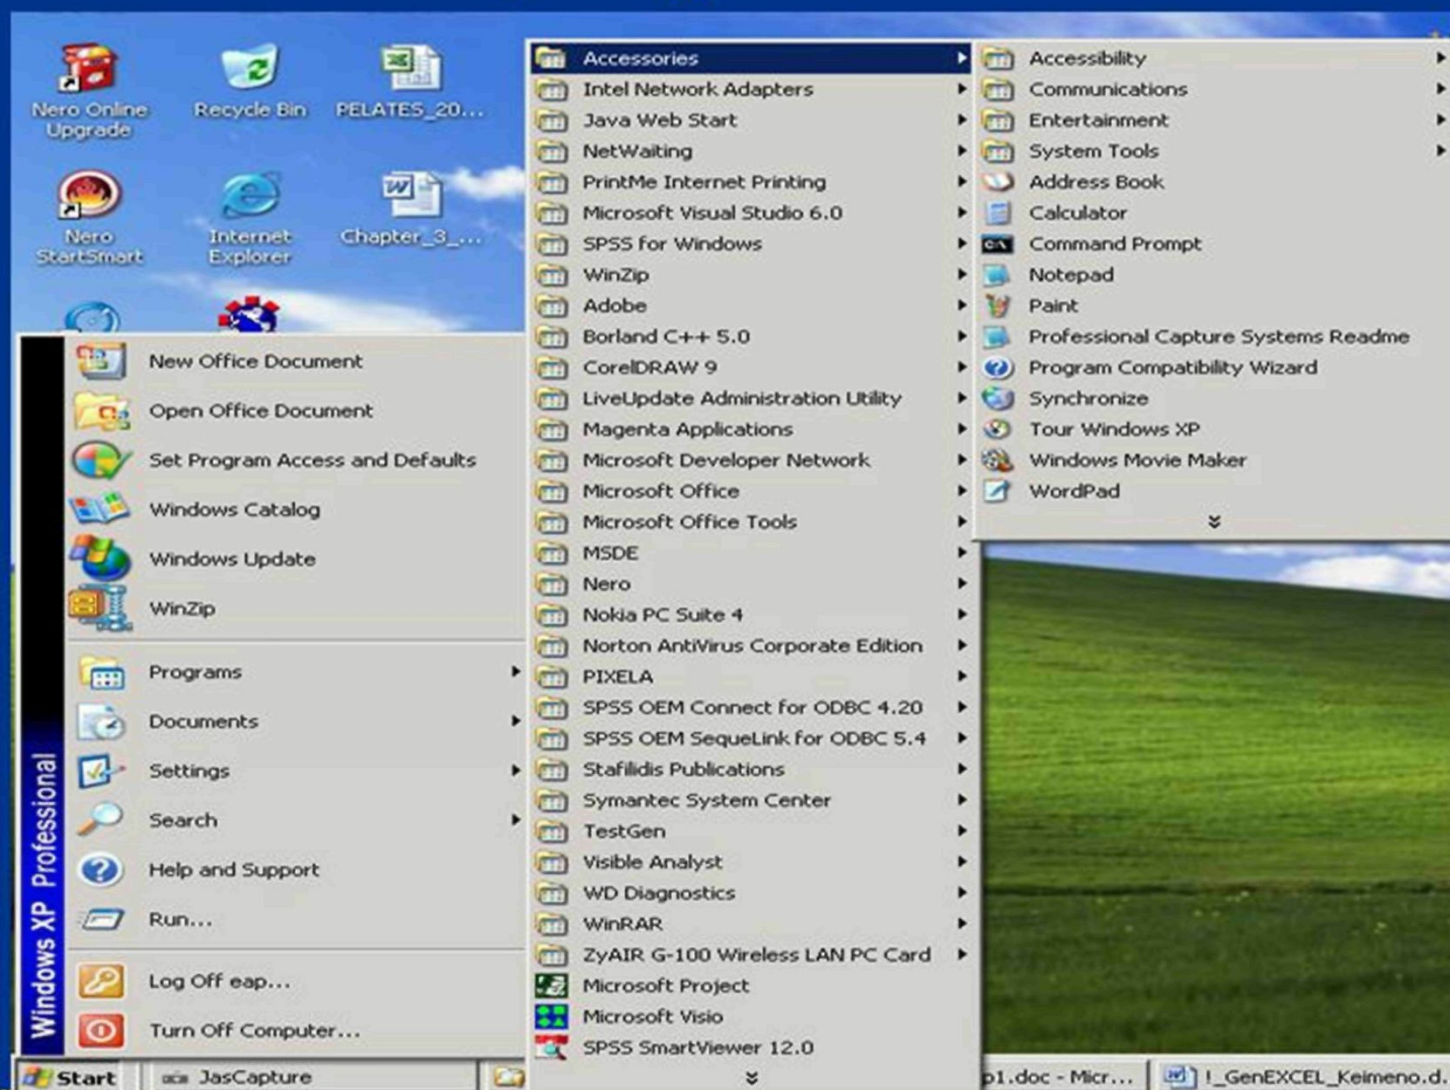 Nero Online
Upgrade
Recycle Bin
PELATES_20...
Nero
StartSmart
Internet
Explorer
Chapter_3_...
New Office Document
Open Office Document
Set Program Access and Defaults
Windows Catalog
Windows Update
WinZip
Programs
Documents
Settings
Search
Help and Support
Run...
Log Off eap...
Turn Off Computer...
Windows XP Professional
Accessories
Intel Network Adapters
Java Web Start
NetWaiting
PrintMe Internet Printing
Microsoft Visual Studio 6.0
SPSS for Windows
WinZip
Adobe
Borland C++ 5.0
CorelDRAW 9
LiveUpdate Administration Utility
Magenta Applications
Microsoft Developer Network
Microsoft Office
Microsoft Office Tools
MSDE
Nero
Nokia PC Suite 4
Norton AntiVirus Corporate Edition
PIXELA
SPSS OEM Connect for ODBC 4.20
SPSS OEM SequeLink for ODBC 5.4
Stafilidis Publications
Symantec System Center
TestGen
Visible Analyst
WD Diagnostics
WinRAR
ZyAIR G-100 Wireless LAN PC Card
Microsoft Project
Microsoft Visio
SPSS SmartViewer 12.0
Accessibility
Communications
Entertainment
System Tools
Address Book
Calculator
Command Prompt
Notepad
Paint
Professional Capture Systems Readme
Program Compatibility Wizard
Synchronize
Tour Windows XP
Windows Movie Maker
WordPad
Start
JasCapture
p1.doc - Micr...
!_GenEXCEL_Keimeno.d